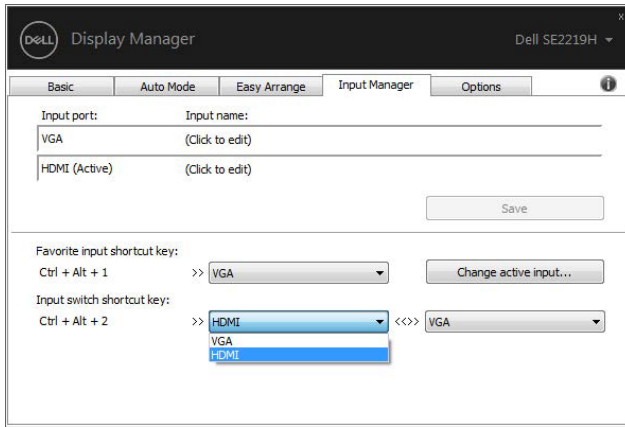 x
DELL Display Manager Dell SE2219H
Basic Auto Mode Easy Arrange Input Manager Options i
Input port: Input name:
VGA (Click to edit)
HDMI (Active) (Click to edit)
Save
Favorite input shortcut key:
Ctrl + Alt + 1 >> VGA Change active input...
Input switch shortcut key:
Ctrl + Alt + 2 >> HDMI <<>> VGA
VGA
HDMI